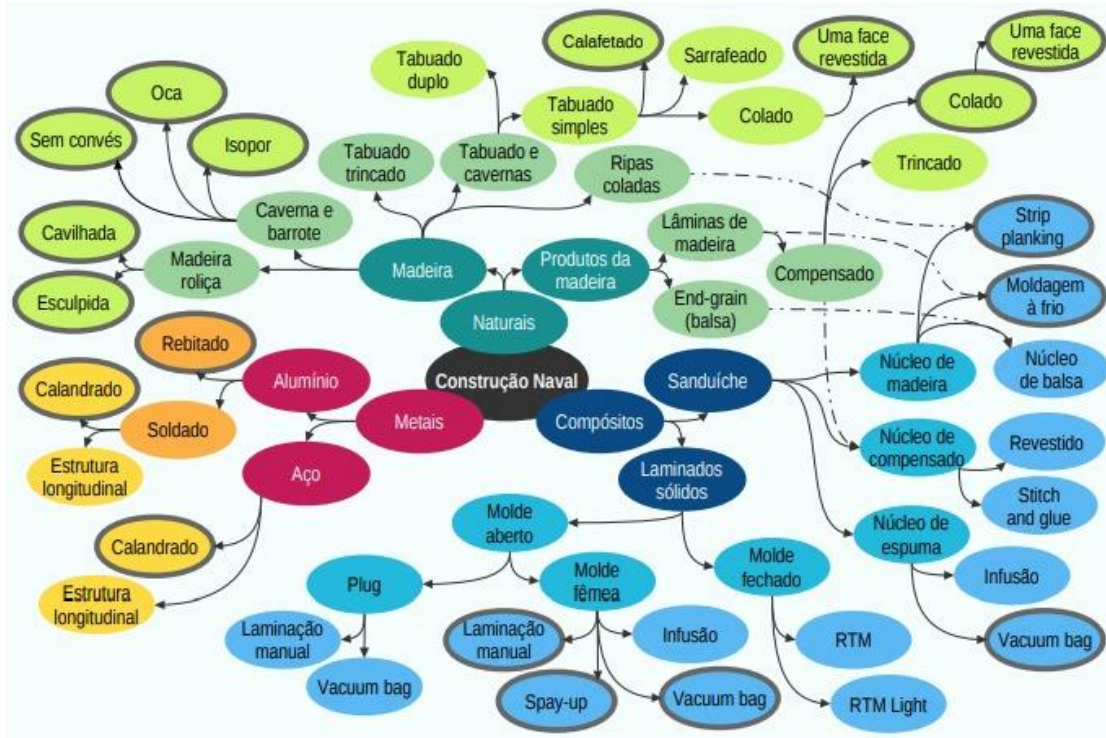 Uma face
revestida
Uma face
revestida
Calafetado
Sarrafeado
Tabuado
duplo
Oca
Tabuado
simples
Colado
Colado
Sem convés
Isopor
Tabuado
trincado
Tabuado e
cavernas
Ripas
coladas
Trincado
Cavilhada
Caverna e
barrote
Lâminas de
madeira
Strip
planking
Madeira
roliça
Madeira
Produtos da
madeira
Compensado
Esculpida
End-grain
(balsa)
Moldagem
à frio
Naturais
Rebitado
Alumínio
Construção Naval
Sanduíche
Núcleo de
madeira
Núcleo
de balsa
Calandrado
Soldado
Metais
Compósitos
Núcleo de
compensado
Revestido
Estrutura
longitudinal
Aço
Laminados
sólidos
Stitch
and glue
Molde
aberto
Núcleo de
espuma
Calandrado
Plug
Molde
fêmea
Molde
fechado
Infusão
Estrutura
longitudinal
Laminação
manual
Laminação
manual
Infusão
RTM
Vacuum bag
Vacuum bag
Spay-up
Vacuum bag
RTM Light